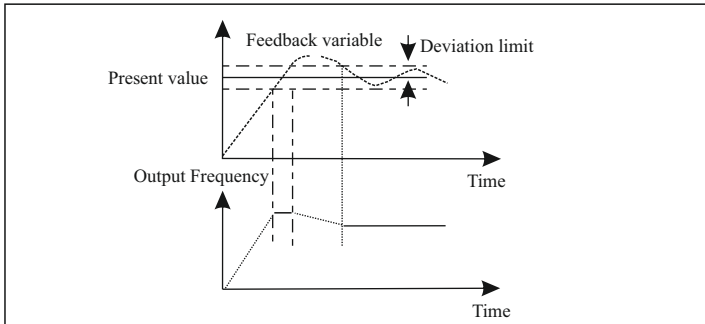 Feedback variable
Deviation limit
Present value
Time
Output Frequency
Time